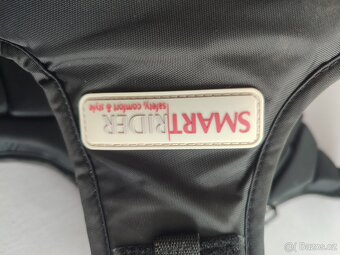 SMARTRIDER
safety, comfort & style
Bazos.cz